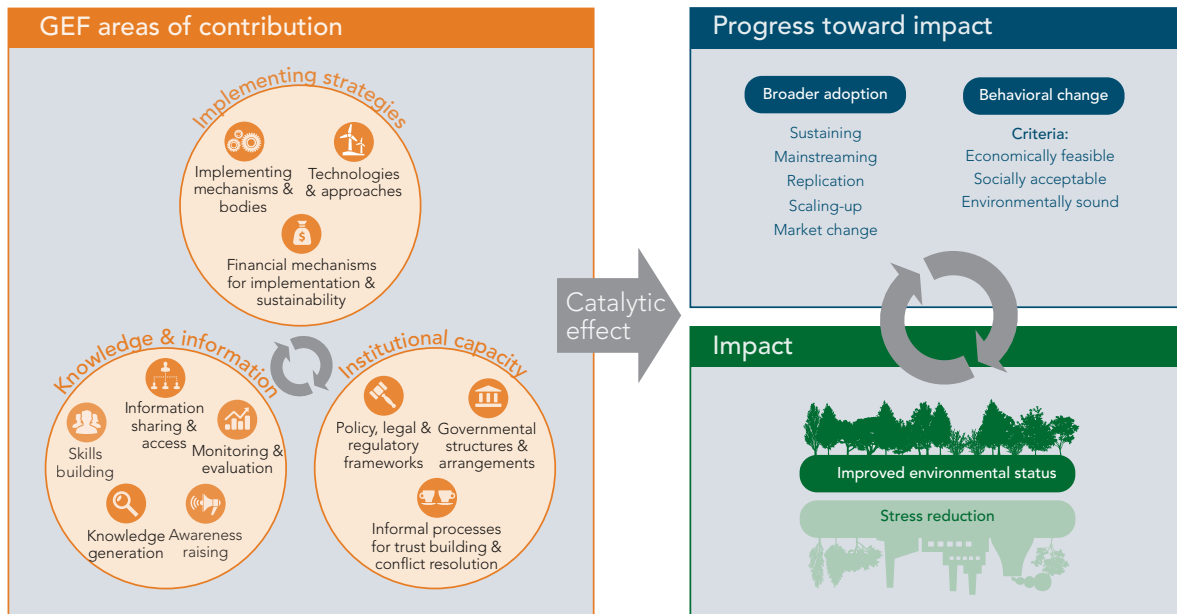 GEF areas of contribution
Implementing strategies
Implementing
mechanisms &
bodies
Technologies
& approaches
$
Financial mechanisms
for implementation &
sustainability
Knowledge & information
Information
sharing &
access
Skills
building
Monitoring &
evaluation
Knowledge
generation
Awareness
raising
Institutional capacity
Policy, legal &
regulatory
frameworks
Governmental
structures &
arrangements
Informal processes
for trust building &
conflict resolution
Catalytic
effect
Progress toward impact
Broader adoption
Sustaining
Mainstreaming
Replication
Scaling-up
Market change
Behavioral change
Criteria:
Economically feasible
Socially acceptable
Environmentally sound
Impact
Improved environmental status
Stress reduction